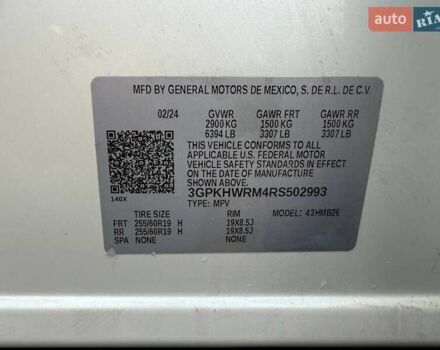 auto RIA
MFD BY GENERAL MOTORS DE MEXICO, S. DE R.L. DE C.V.
02/24 GVWR GAWR FRT GAWR RR
2900 KG 1500 KG 1500 KG
6394 LB 3307 LB 3307 LB
THIS VEHICLE CONFORMS TO ALL
APPLICABLE U.S. FEDERAL MOTOR
VEHICLE SAFETY STANDARDS IN EFFECT
ON THE DATE OF MANUFACTURE
SHOWN ABOVE.
3GPKHWRM4RS502993
TYPE: MPV
140X
TIRE SIZE RIM MODEL: 43HMB26
FRT 255/60R19 H 19X8.5J
RR 255/60R19 H 19X8.5J
SPA NONE NONE